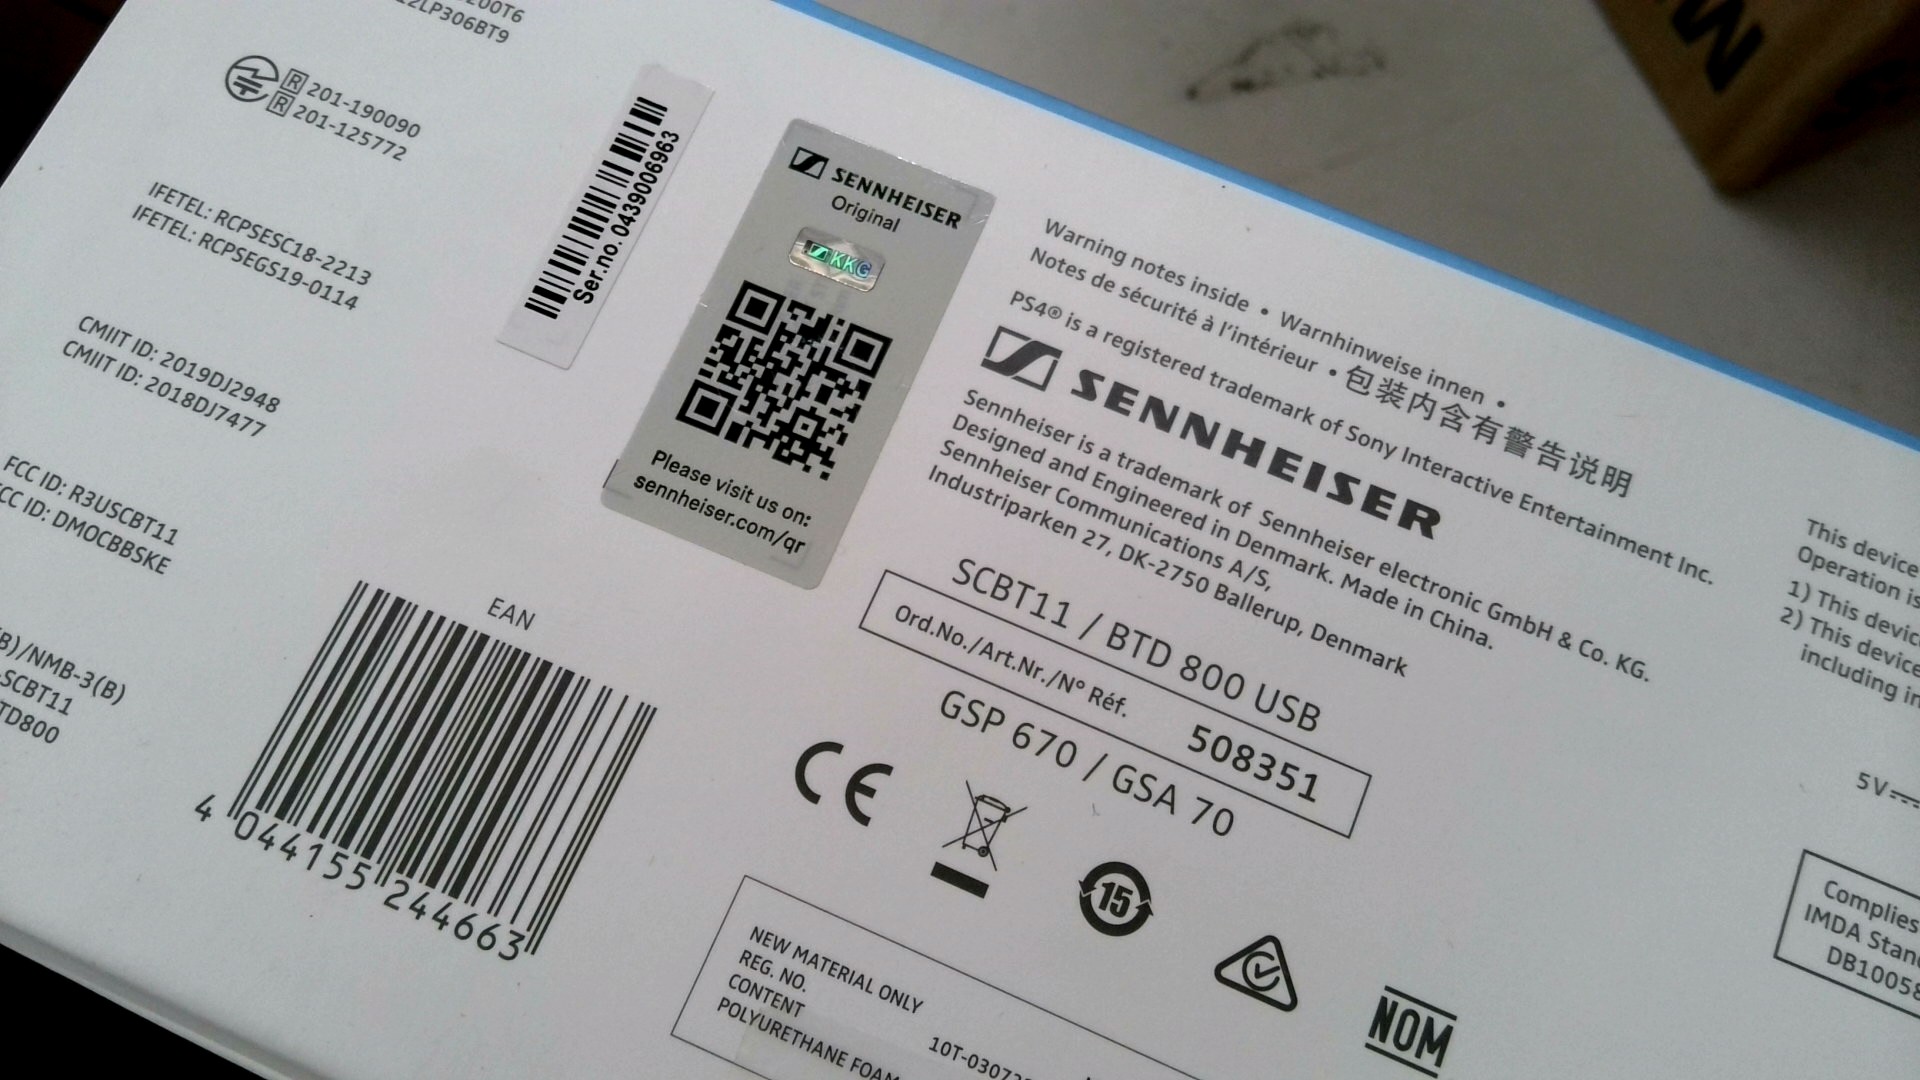 2LP306BT9
R 201-190090
R 201-125772
IFETEL: RCPSESC18-2213
IFETEL: RCPSEGS19-0114
CMIIT ID: 2019DJ2948
CMIIT ID: 2018DJ7477
FCC ID: R3USCBT11
ID: DMOCBBSKE
(B)/NMB-3(B)
-SCBT11
EAN
4 044155 244663
Ser.no. 0439006963
SENNHEISER
Original
KKG
Please visit us on:
sennheiser.com/qr
Warning notes inside • Warnhinweise innen •
Notes de sécurité à l'intérieur • 包装内含有警告说明
PS4® is a registered trademark of Sony Interactive Entertainment Inc.
SENNHEISER
Sennheiser is a trademark of Sennheiser electronic GmbH & Co. KG.
Designed and Engineered in Denmark. Made in China.
Sennheiser Communications A/S,
Industriparken 27, DK-2750 Ballerup, Denmark
SCBT11 / BTD 800 USB
Ord.No./Art.Nr./N° Réf. 508351
GSP 670 / GSA 70
CE
15
NOM
NEW MATERIAL ONLY
REG. NO.
CONTENT
POLYURETHANE FOAM
This device
Operation is
1) This
2) This device
including
5V
Complies
IMDA